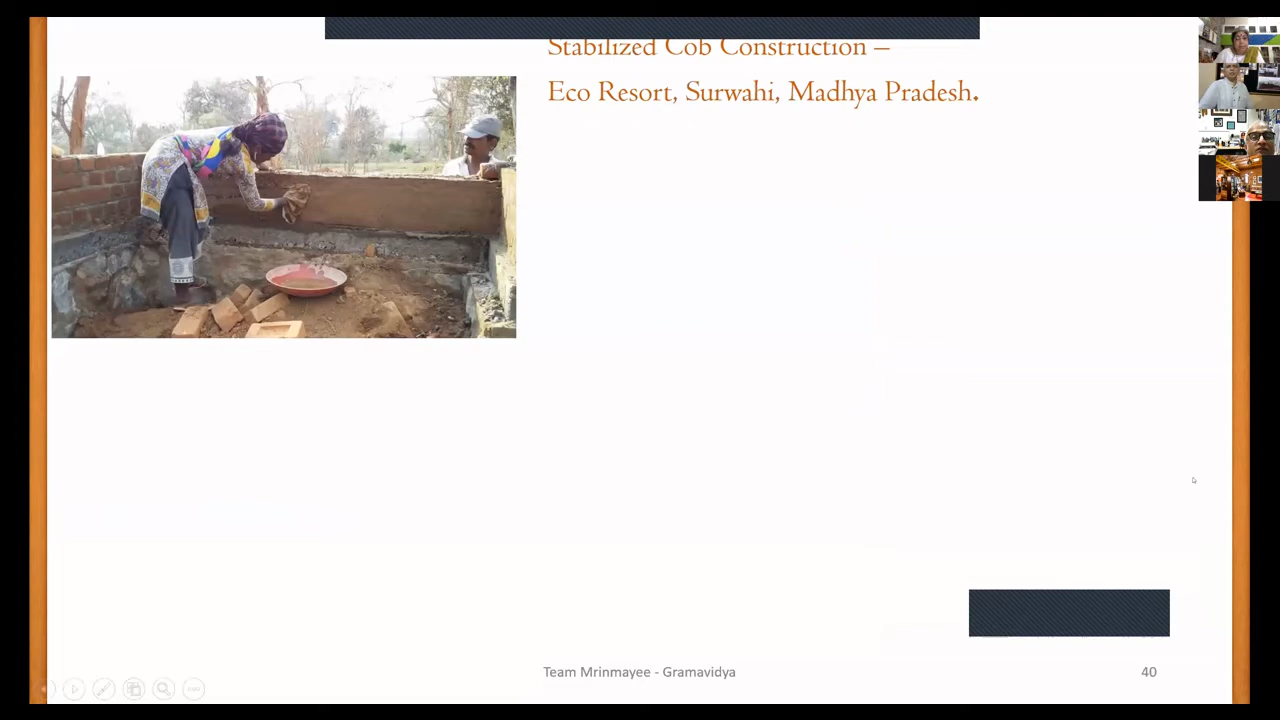 Stabilized Cob Construction –
Eco Resort, Surwahi, Madhya Pradesh.
Team Mrinmayee - Gramavidya
40